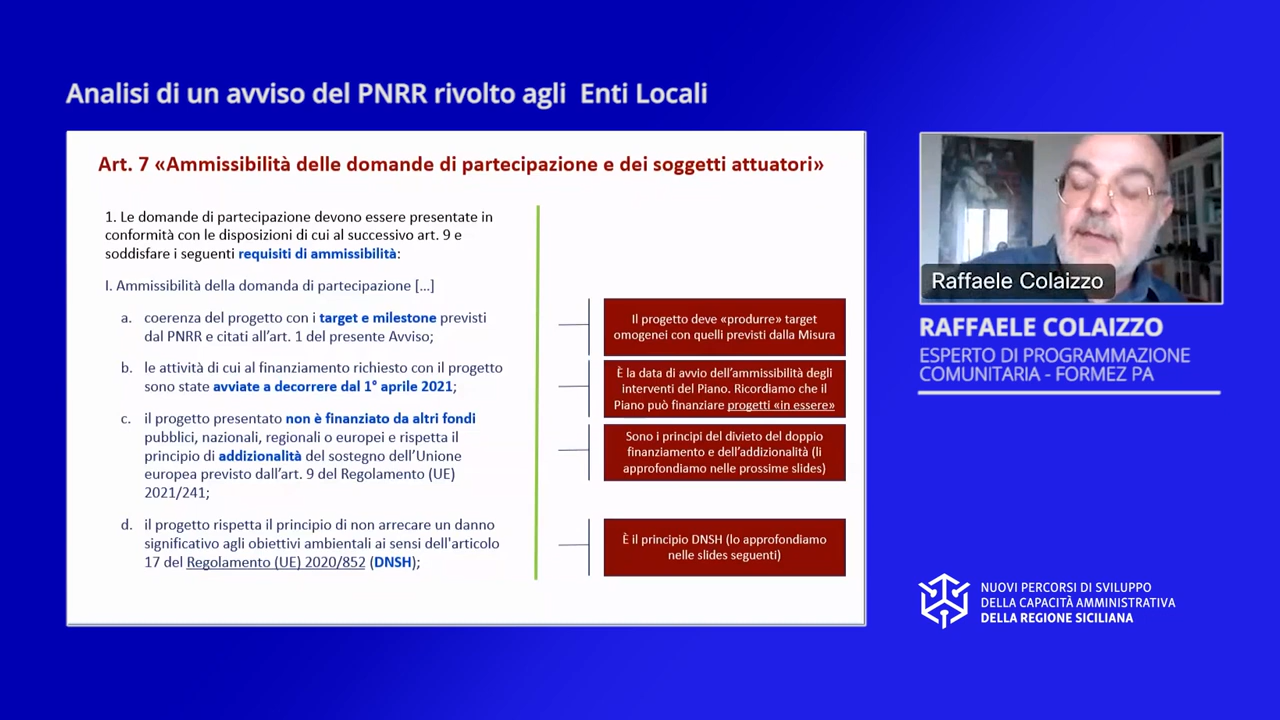 Analisi di un avviso del PNRR rivolto agli Enti Locali
Art. 7 «Ammissibilità delle domande di partecipazione e dei soggetti attuatori»
1. Le domande di partecipazione devono essere presentate in
conformità con le disposizioni di cui al successivo art. 9 e
soddisfare i seguenti requisiti di ammissibilità:
I. Ammissibilità della domanda di partecipazione [...]
a. coerenza del progetto con i target e milestone previsti
dal PNRR e citati all'art. 1 del presente Avviso;
b. le attività di cui al finanziamento richiesto con il progetto
sono state avviate a decorrere dal 1° aprile 2021;
c. il progetto presentato non è finanziato da altri fondi
pubblici, nazionali, regionali o europei e rispetta il
principio di addizionalità del sostegno dell'Unione
europea previsto dall'art. 9 del Regolamento (UE)
2021/241;
d. il progetto rispetta il principio di non arrecare un danno
significativo agli obiettivi ambientali ai sensi dell'articolo
17 del Regolamento (UE) 2020/852 (DNSH);
Il progetto deve «produrre» target
omogenei con quelli previsti dalla Misura
È la data di avvio dell'ammissibilità degli
interventi del Piano. Ricordiamo che il
Piano può finanziare progetti «in essere»
Sono i principi del divieto del doppio
finanziamento e dell'addizionalità (li
approfondiamo nelle prossime slides)
È il principio DNSH (lo approfondiamo
nelle slides seguenti)
Raffaele Colaizzo
RAFFAELE COLAIZZO
ESPERTO DI PROGRAMMAZIONE
COMUNITARIA - FORMEZ PA
NUOVI PERCORSI DI SVILUPPO
DELLA CAPACITÀ AMMINISTRATIVA
DELLA REGIONE SICILIANA